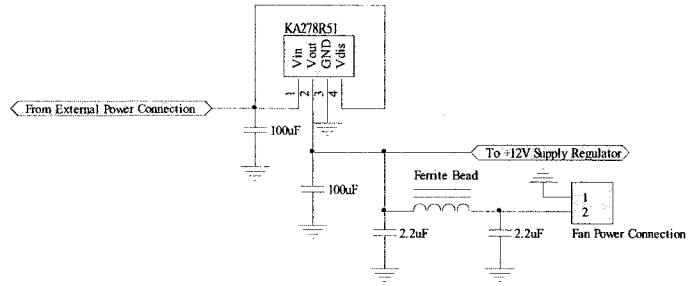 KA278R51
Vin
Vout
GND
Vdis
1
2
3
4
From External Power Connection
100uF
To +12V Supply Regulator
100uF
Ferrite Bead
1
2
2.2uF
2.2uF
Fan Power Connection